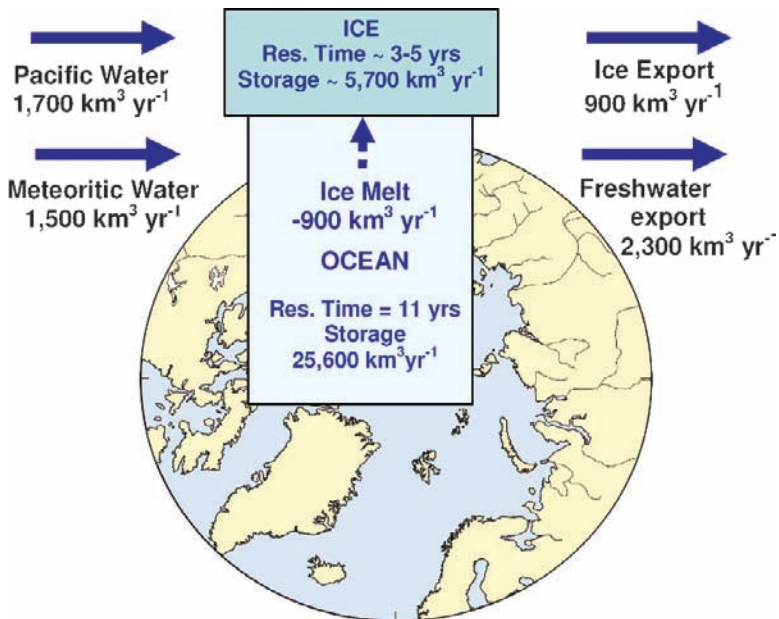 ICE
Res. Time ~ 3-5 yrs
Storage ~ 5,700 km³ yr⁻¹
Pacific Water
1,700 km³ yr⁻¹
Ice Export
900 km³ yr⁻¹
Meteoritic Water
1,500 km³ yr⁻¹
Ice Melt
-900 km³ yr⁻¹
OCEAN
Res. Time = 11 yrs
Storage
25,600 km³yr⁻¹
Freshwater
export
2,300 km³ yr⁻